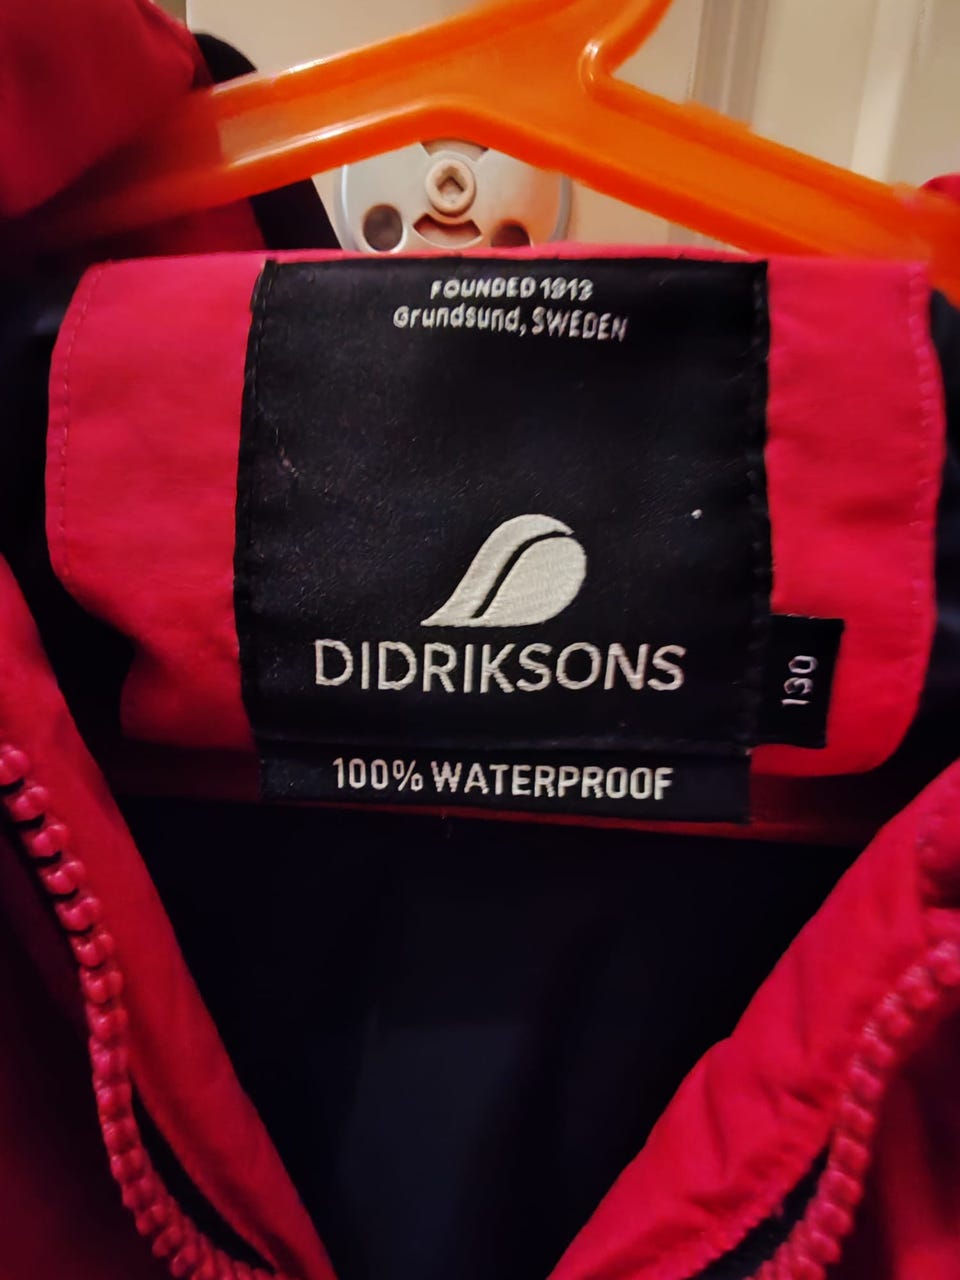 FOUNDED 1913
Grundsund, SWEDEN
DIDRIKSONS
130
100% WATERPROOF